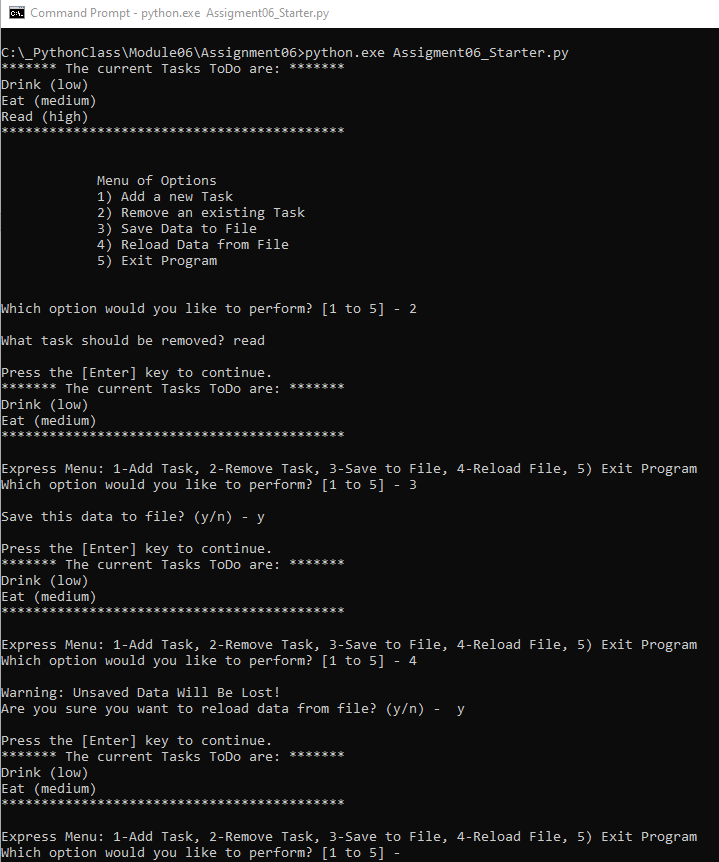 Command Prompt - python.exe  Assigment06_Starter.py
C:\_PythonClass\Module06\Assignment06>python.exe Assigment06_Starter.py
******* The current Tasks ToDo are: *******
Drink (low)
Eat (medium)
Read (high)
*******************************************
Menu of Options
1) Add a new Task
2) Remove an existing Task
3) Save Data to File
4) Reload Data from File
5) Exit Program
Which option would you like to perform? [1 to 5] - 2
What task should be removed? read
Press the [Enter] key to continue.
******* The current Tasks ToDo are: *******
Drink (low)
Eat (medium)
*******************************************
Express Menu: 1-Add Task, 2-Remove Task, 3-Save to File, 4-Reload File, 5) Exit Program
Which option would you like to perform? [1 to 5] - 3
Save this data to file? (y/n) - y
Press the [Enter] key to continue.
******* The current Tasks ToDo are: *******
Drink (low)
Eat (medium)
*******************************************
Express Menu: 1-Add Task, 2-Remove Task, 3-Save to File, 4-Reload File, 5) Exit Program
Which option would you like to perform? [1 to 5] - 4
Warning: Unsaved Data Will Be Lost!
Are you sure you want to reload data from file? (y/n) -  y
Press the [Enter] key to continue.
******* The current Tasks ToDo are: *******
Drink (low)
Eat (medium)
*******************************************
Express Menu: 1-Add Task, 2-Remove Task, 3-Save to File, 4-Reload File, 5) Exit Program
Which option would you like to perform? [1 to 5] -